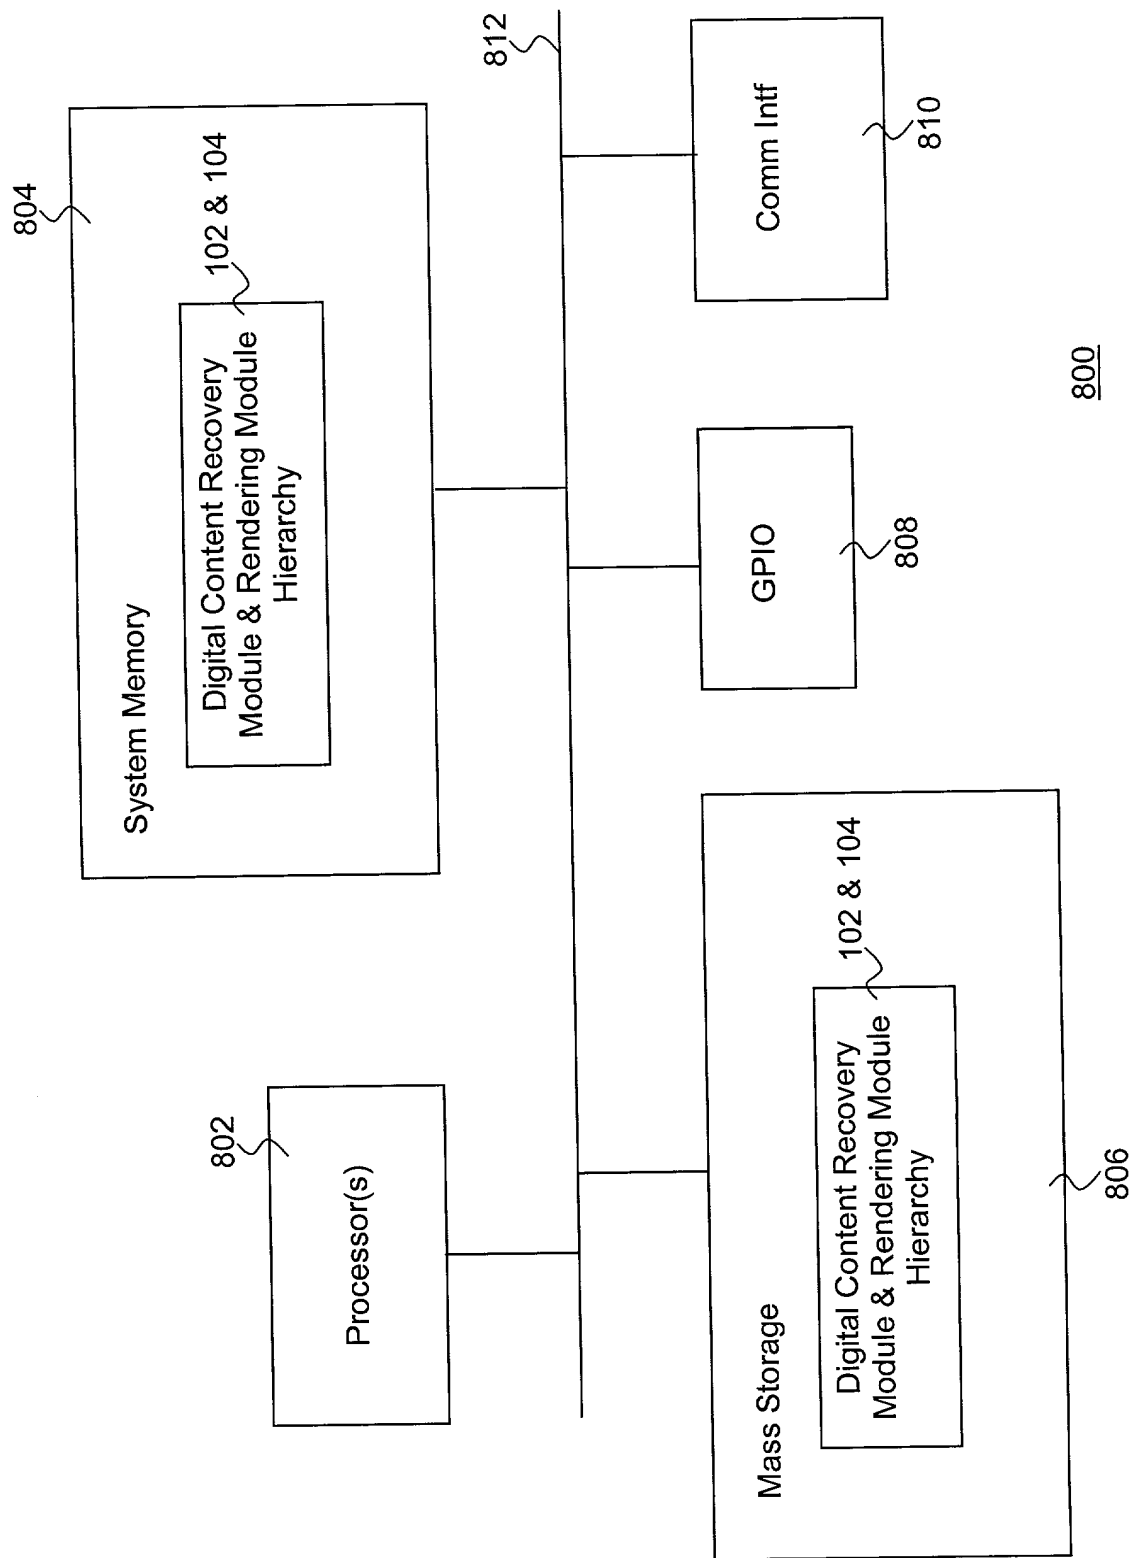 804
System Memory
102 & 104
Digital Content Recovery
Module & Rendering Module
Hierarchy
802
Processor(s)
812
Mass Storage
102 & 104
Digital Content Recovery
Module & Rendering Module
Hierarchy
806
GPIO
808
Comm Intf
810
800